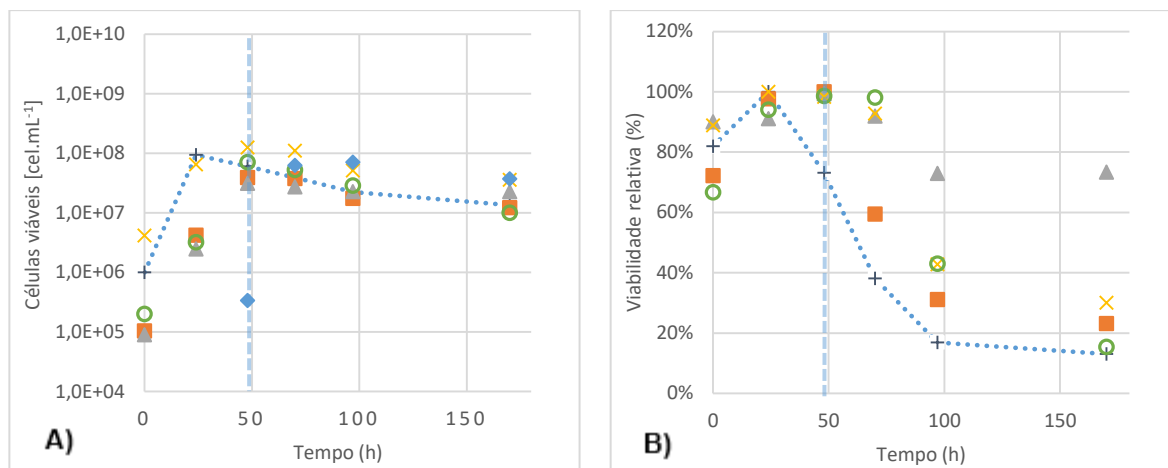 1,0E+10
1,0E+09
1,0E+08
1,0E+07
1,0E+06
1,0E+05
1,0E+04
Células viáveis [cel.mL-1]
0
50
100
150
Tempo (h)
A)
120%
100%
80%
60%
40%
20%
0%
Viabilidade relativa (%)
0
50
100
150
Tempo (h)
B)